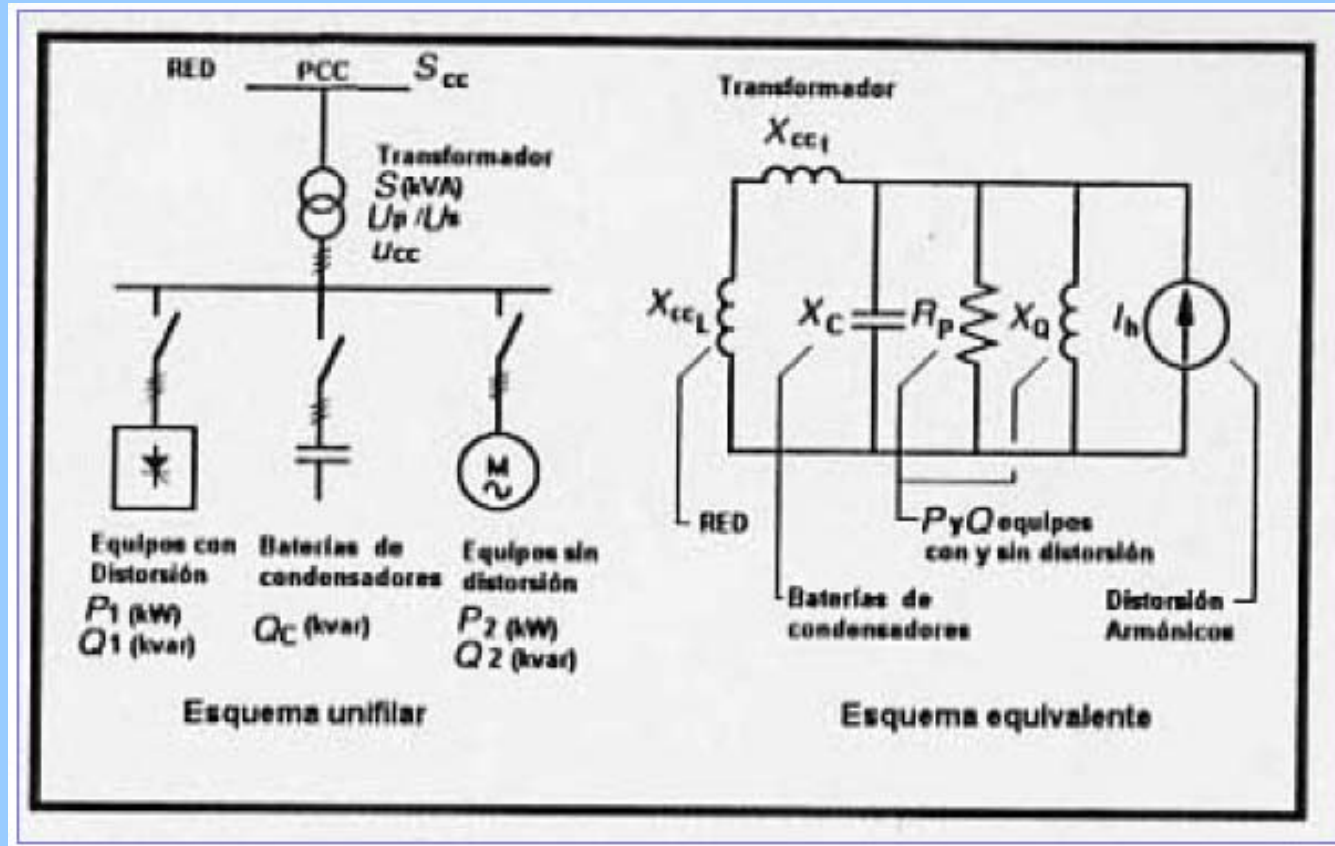 RED PCC Scc
Transformador
S(kVA)
Up /Us
ucc
Equipos con
Distorsión
P1 (kW)
Q1 (kvar)
Baterías de
condensadores
QC (kvar)
M
Equipos sin
distorsión
P2 (kW)
Q2 (kvar)
Esquema unifilar
Transformador
Xcct
XccL
XC
Rp
XQ
Ih
RED
P y Q equipos
con y sin distorsión
Baterías de
condensadores
Distorsión
Armónicos
Esquema equivalente